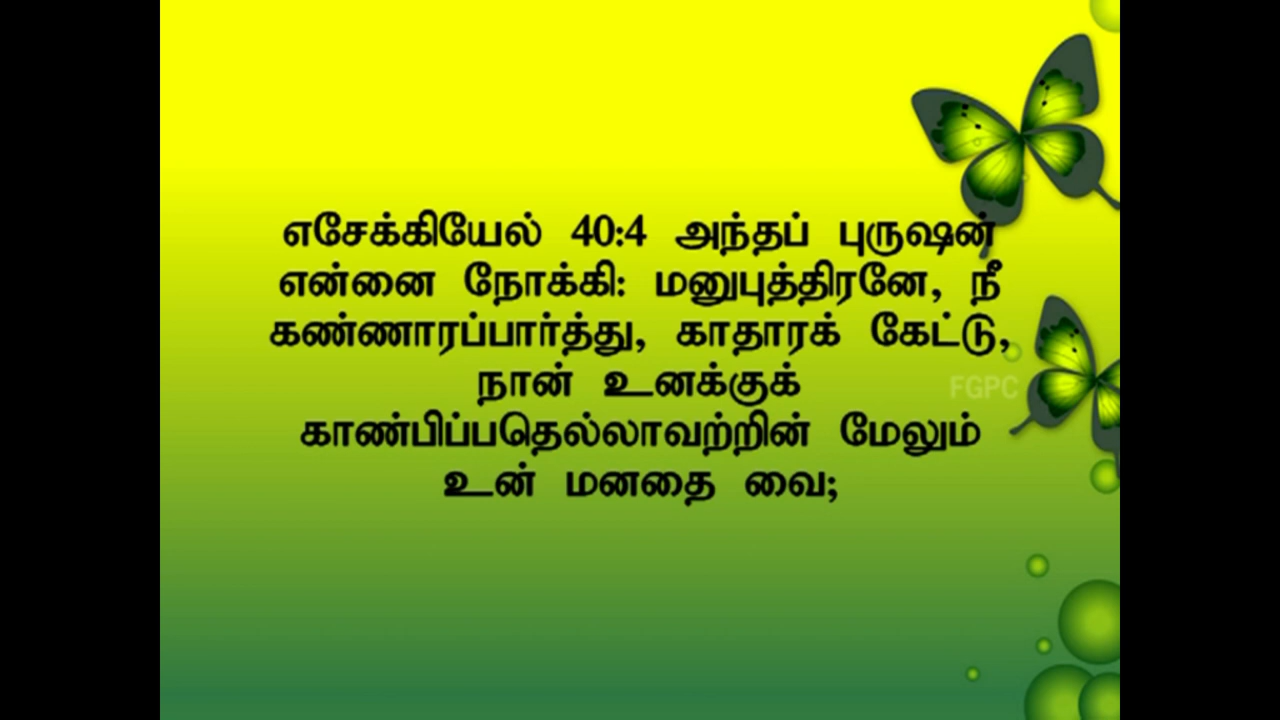 எசேக்கியேல் 40:4 அந்தப் புருஷன்
என்னை நோக்கி: மனுபுத்திரனே, நீ
கண்ணாரப்பார்த்து, காதாரக் கேட்டு,
நான் உனக்குக்
காண்பிப்பதெல்லாவற்றின் மேலும்
உன் மனதை வை;
FGPC